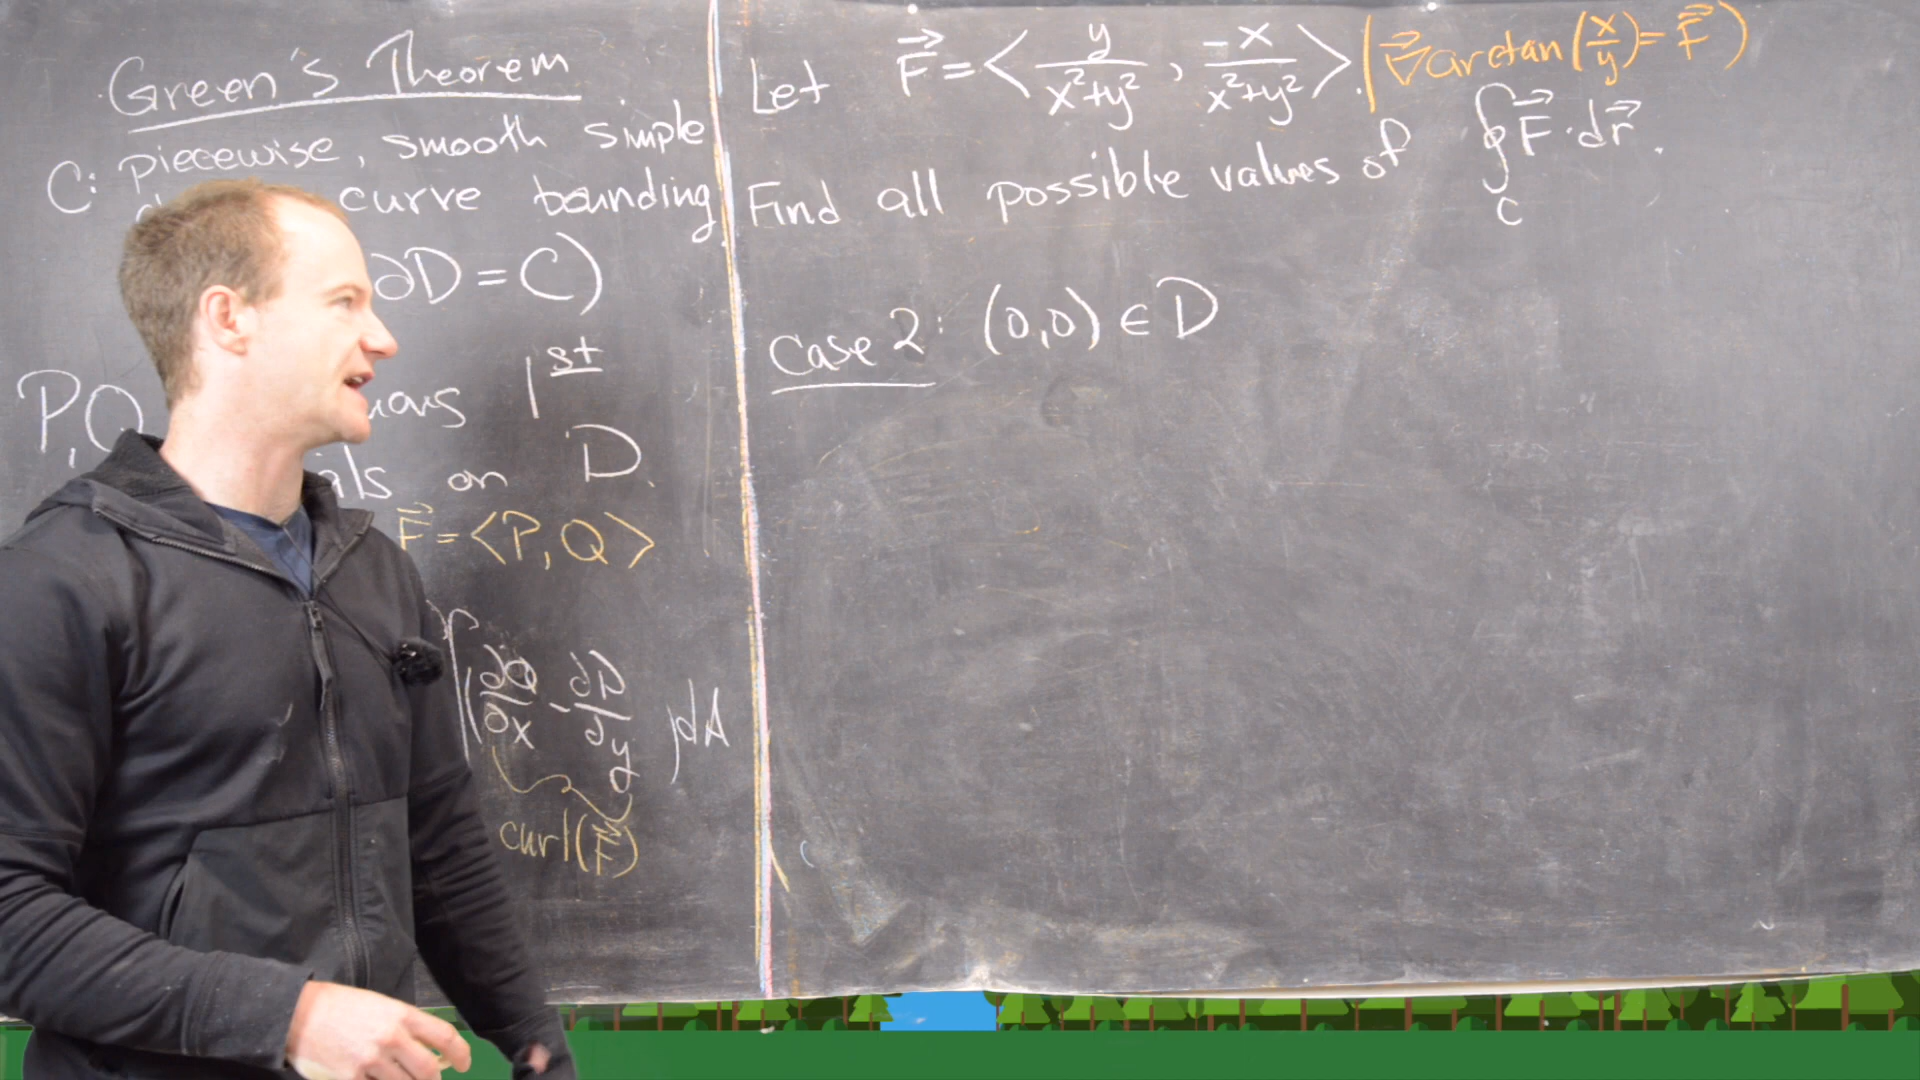 Green's Theorem
C: piecewise, smooth simple
curve bounding
∂D = C)
P,Q 1st
on D.
F⃗ = <P, Q>
∫(∂Q/∂x - ∂P/∂y)dA
curl(F⃗)
Let F⃗ = <y/(x²+y²), -x/(x²+y²)>. (∇⃗arctan(x/y) = F⃗)
Find all possible values of ∮_C F⃗·dr⃗.
Case 2: (0,0) ∈ D